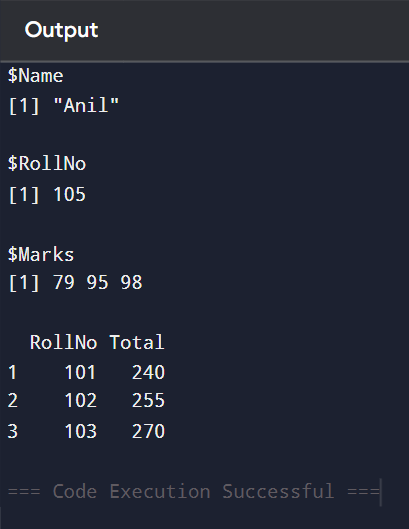 Output
$Name
[1] "Anil"
$RollNo
[1] 105
$Marks
[1] 79 95 98
  RollNo Total
1    101   240
2    102   255
3    103   270
=== Code Execution Successful ===